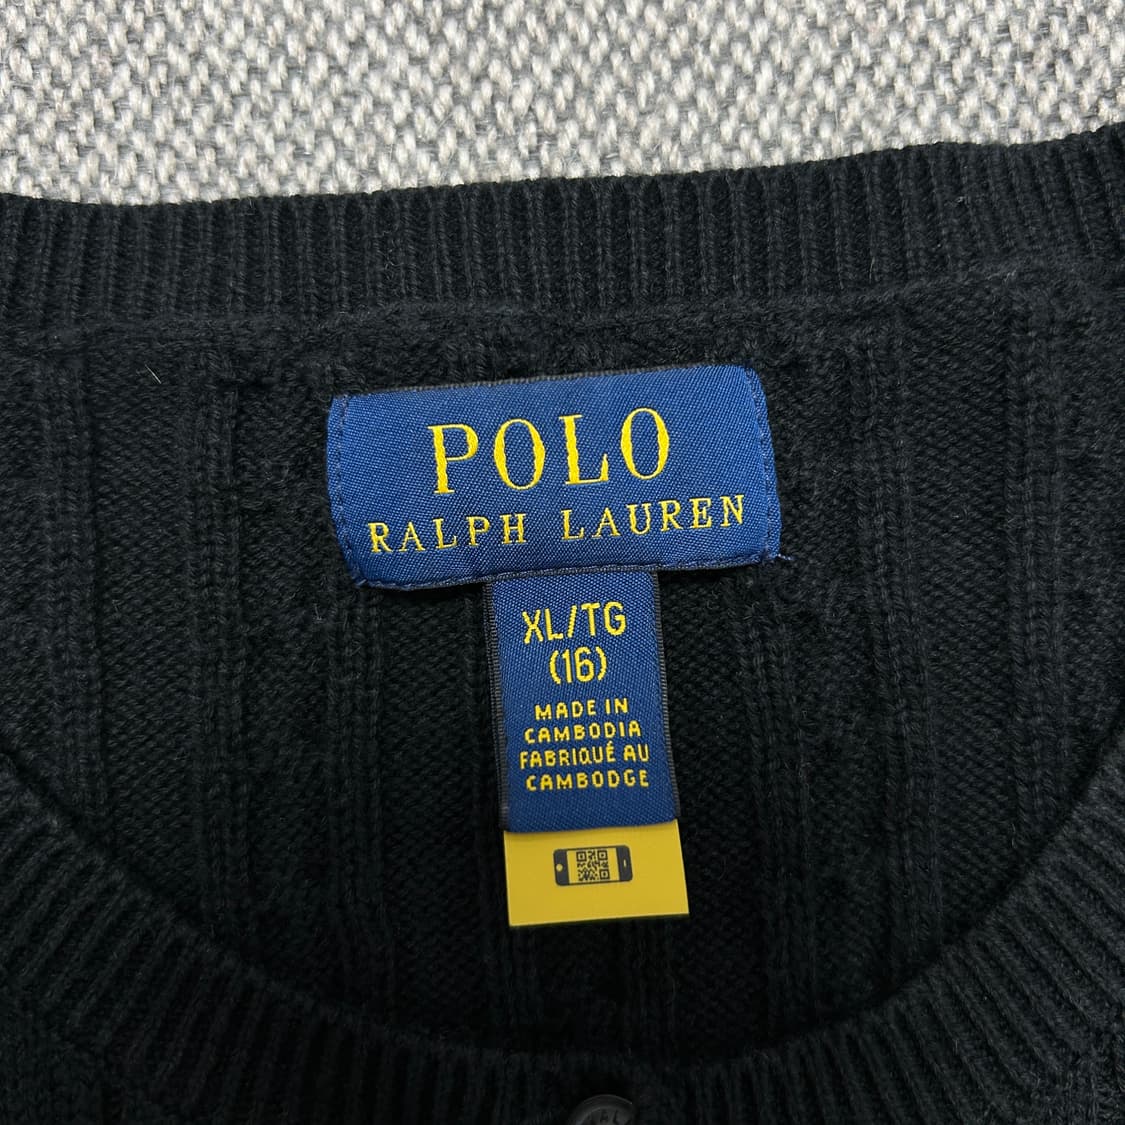 POLO
RALPH LAUREN
XL/TG
(16)
MADE IN
CAMBODIA
FABRIQUÉ AU
CAMBODGE